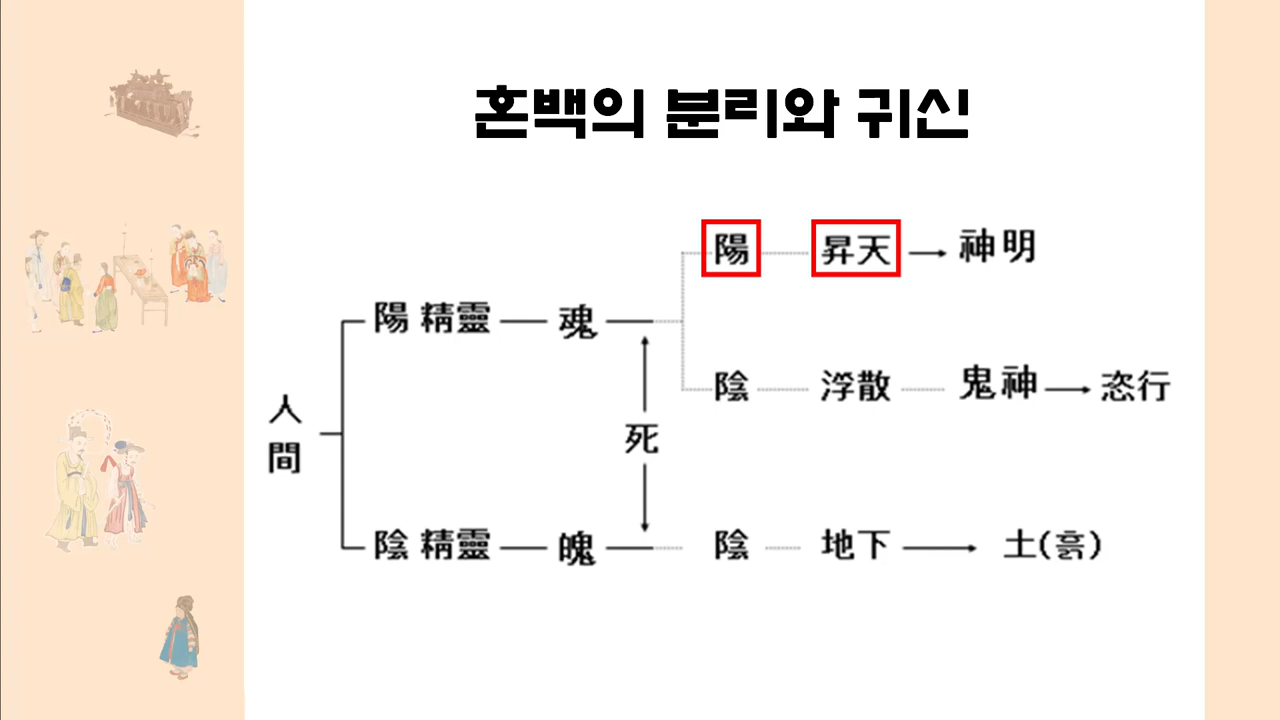 혼백의 분리와 귀신
陽 昇天 神明
陽 精靈 魂
陰 浮散 鬼神 恣行
人間
死
陰 精靈 魄 陰 地下 土(흙)